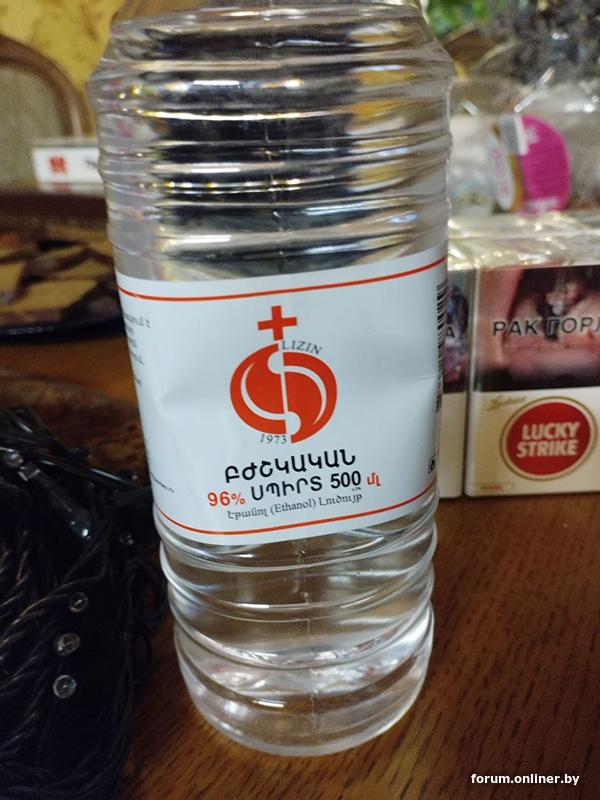 LIZIN
1973
ԲԺՇԿԱԿԱՆ
96% ՍՊԻՐՏ 500 մլ
Էթանոլ (Ethanol) Լուծույթ
РАК ГОРЛ
LUCKY
STRIKE
forum.onliner.by